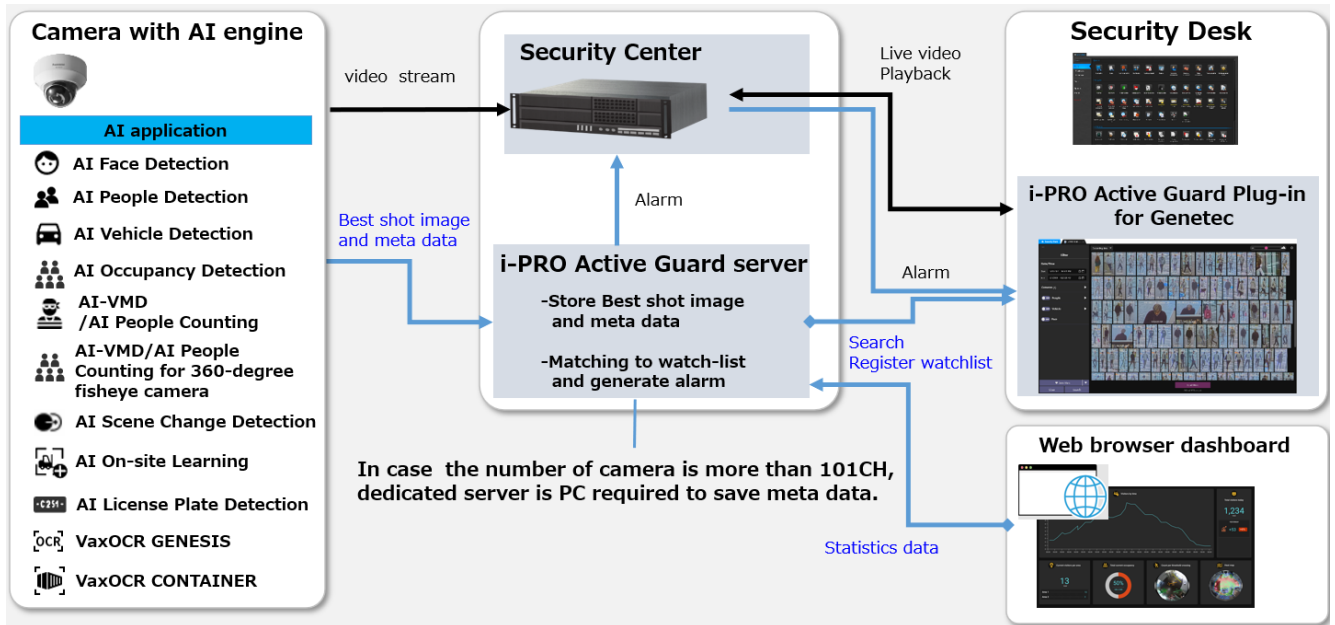 Camera with AI engine
AI application
AI Face Detection
AI People Detection
AI Vehicle Detection
AI Occupancy Detection
AI-VMD
/AI People Counting
AI-VMD/AI People
Counting for 360-degree
fisheye camera
AI Scene Change Detection
AI On-site Learning
AI License Plate Detection
OCR VaxOCR GENESIS
VaxOCR CONTAINER
video stream
Best shot image
and meta data
Security Center
Alarm
i-PRO Active Guard server
-Store Best shot image
and meta data
-Matching to watch-list
and generate alarm
In case the number of camera is more than 101CH,
dedicated server is PC required to save meta data.
Live video
Playback
Alarm
Search
Register watchlist
Statistics data
Security Desk
i-PRO Active Guard Plug-in
for Genetec
Web browser dashboard
1,234
13
50%